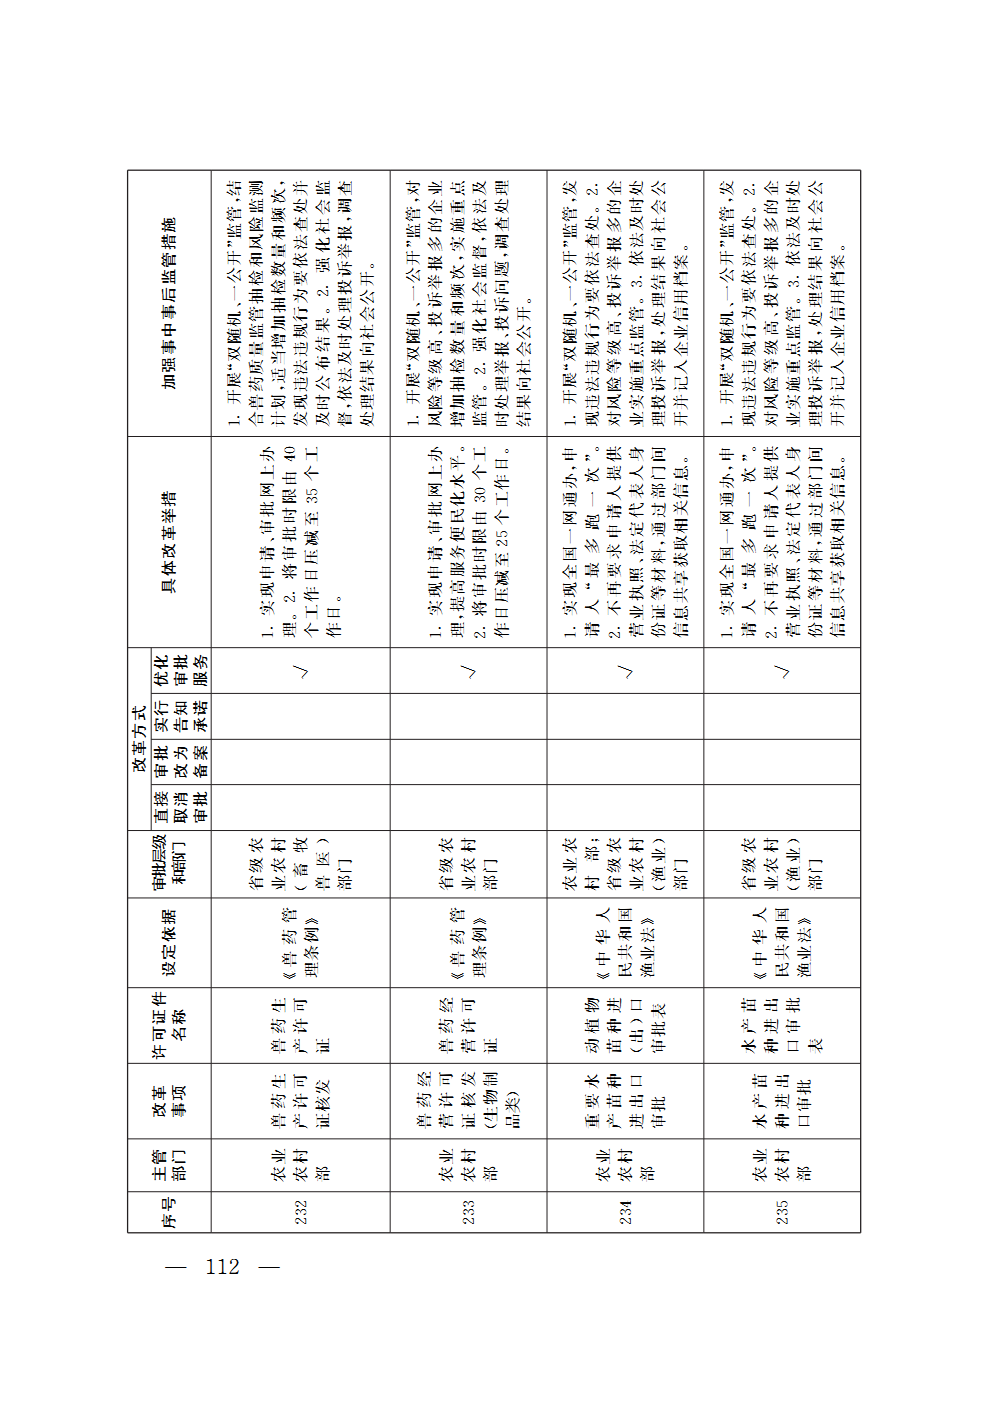 序号
主管
部门
改革
事项
许可证件
名称
设定依据
审批层级
和部门
改革方式
直接
取消
审批
审批
改为
备案
实行
告知
承诺
优化
审批
服务
具体改革举措
加强事中事后监管措施
232
农业
农村
部
兽药生
产许可
证核发
兽药生
产许可
证
《兽药管
理条例》
省级农
业农村
(畜牧
兽医)
部门
√
1. 实现申请、审批网上办
理。2. 将审批时限由 40
个工作日压减至 35 个工
作日。
1. 开展“双随机、一公开”监管,结
合兽药质量监管抽检和风险监测
计划,适当增加抽检数量和频次,
发现违法违规行为要依法查处并
及时公布结果。2. 强化社会监
督,依法及时处理投诉举报,调查
处理结果向社会公开。
233
农业
农村
部
兽药经
营许可
证核发
(生物制
品类)
兽药经
营许可
证
《兽药管
理条例》
省级农
业农村
部门
√
1. 实现申请、审批网上办
理,提高服务便民化水平。
2. 将审批时限由 30 个工
作日压减至 25 个工作日。
1. 开展“双随机、一公开”监管,对
风险等级高、投诉举报多的企业
增加抽检数量和频次,实施重点
监管。2. 强化社会监督,依法及
时处理举报、投诉问题,调查处理
结果向社会公开。
234
农业
农村
部
重要水
产苗种
进出口
审批
动植物
苗种进
(出)口
审批表
《中华人
民共和国
渔业法》
农业农
村部;
省级农
业农村
(渔业)
部门
√
1. 实现全国一网通办,申
请人“最多跑一次”。
2. 不再要求申请人提供
营业执照、法定代表人身
份证等材料,通过部门间
信息共享获取相关信息。
1. 开展“双随机、一公开”监管,发
现违法违规行为要依法查处。2.
对风险等级高、投诉举报多的企
业实施重点监管。3. 依法及时处
理投诉举报,处理结果向社会公
开并记入企业信用档案。
235
农业
农村
部
水产苗
种进出
口审批
水产苗
种进出
口审批
表
《中华人
民共和国
渔业法》
省级农
业农村
(渔业)
部门
√
1. 实现全国一网通办,申
请人“最多跑一次”。
2. 不再要求申请人提供
营业执照、法定代表人身
份证等材料,通过部门间
信息共享获取相关信息。
1. 开展“双随机、一公开”监管,发
现违法违规行为要依法查处。2.
对风险等级高、投诉举报多的企
业实施重点监管。3. 依法及时处
理投诉举报,处理结果向社会公
开并记入企业信用档案。
— 112 —